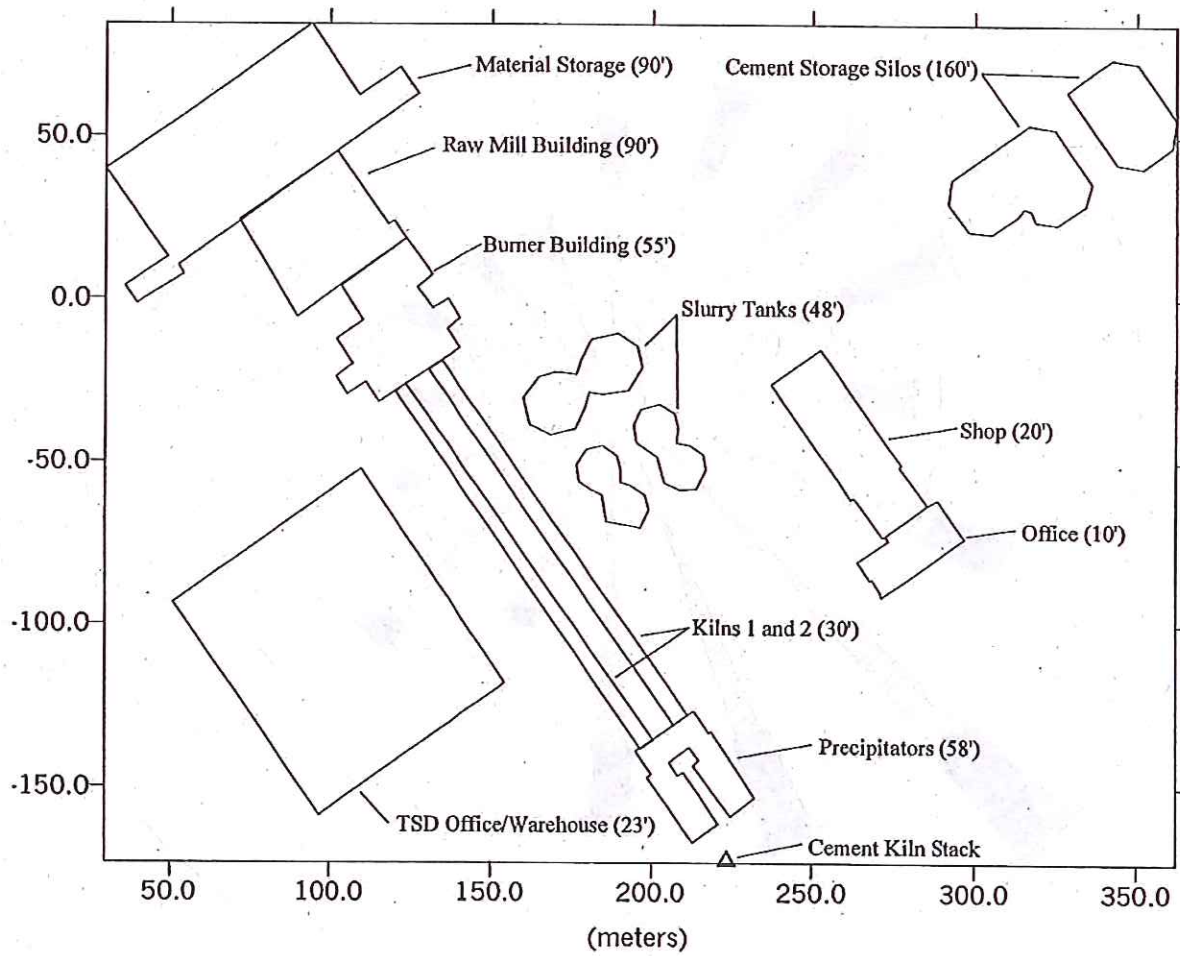 Material Storage (90')
Cement Storage Silos (160')
50.0
Raw Mill Building (90')
Burner Building (55')
0.0
Slurry Tanks (48')
-50.0
Shop (20')
Office (10')
-100.0
Kilns 1 and 2 (30')
Precipitators (58')
-150.0
TSD Office/Warehouse (23')
Cement Kiln Stack
50.0 100.0 150.0 200.0 250.0 300.0 350.0
(meters)